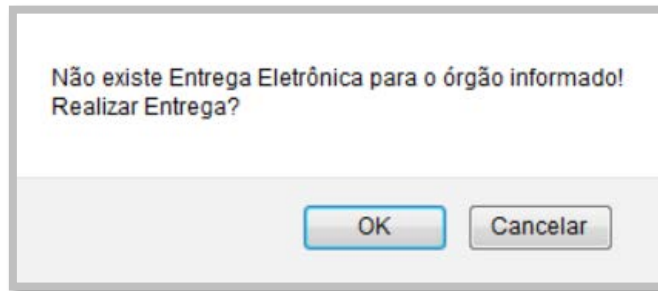 Não existe Entrega Eletrônica para o órgão informado!
Realizar Entrega?
OK
Cancelar